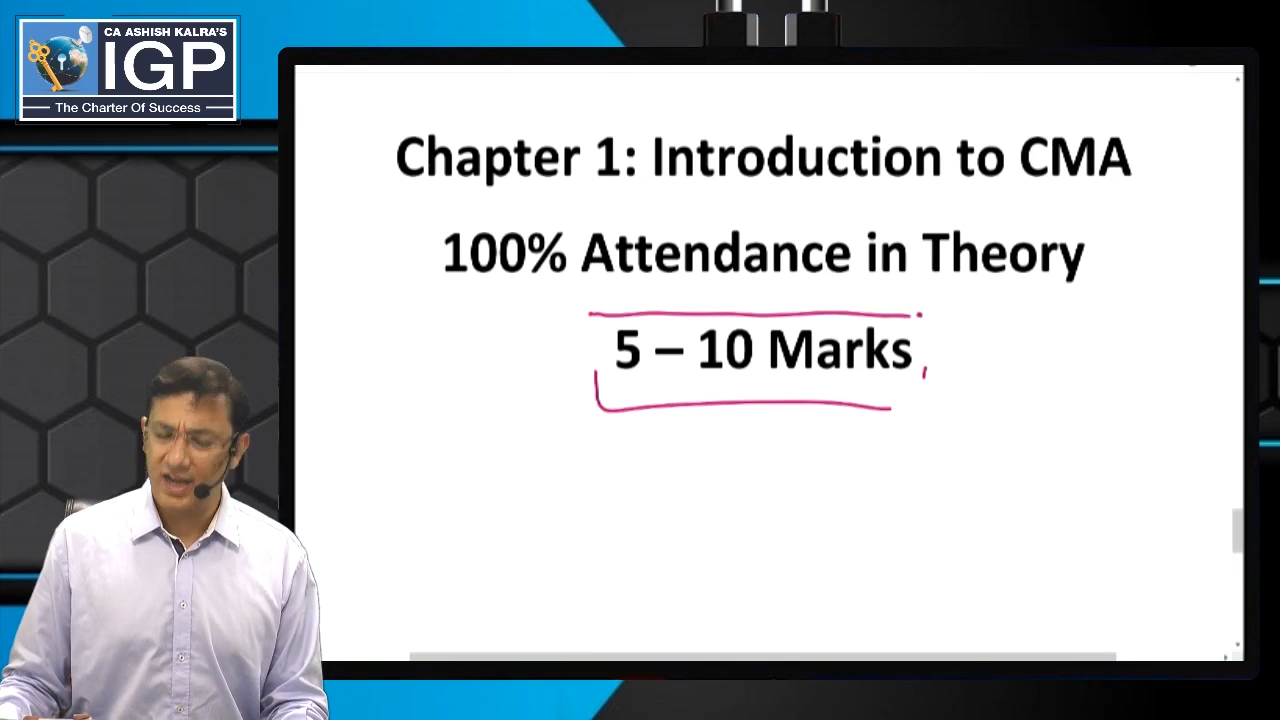 CA ASHISH KALRA'S
IGP
The Charter Of Success
Chapter 1: Introduction to CMA
100% Attendance in Theory
5 – 10 Marks